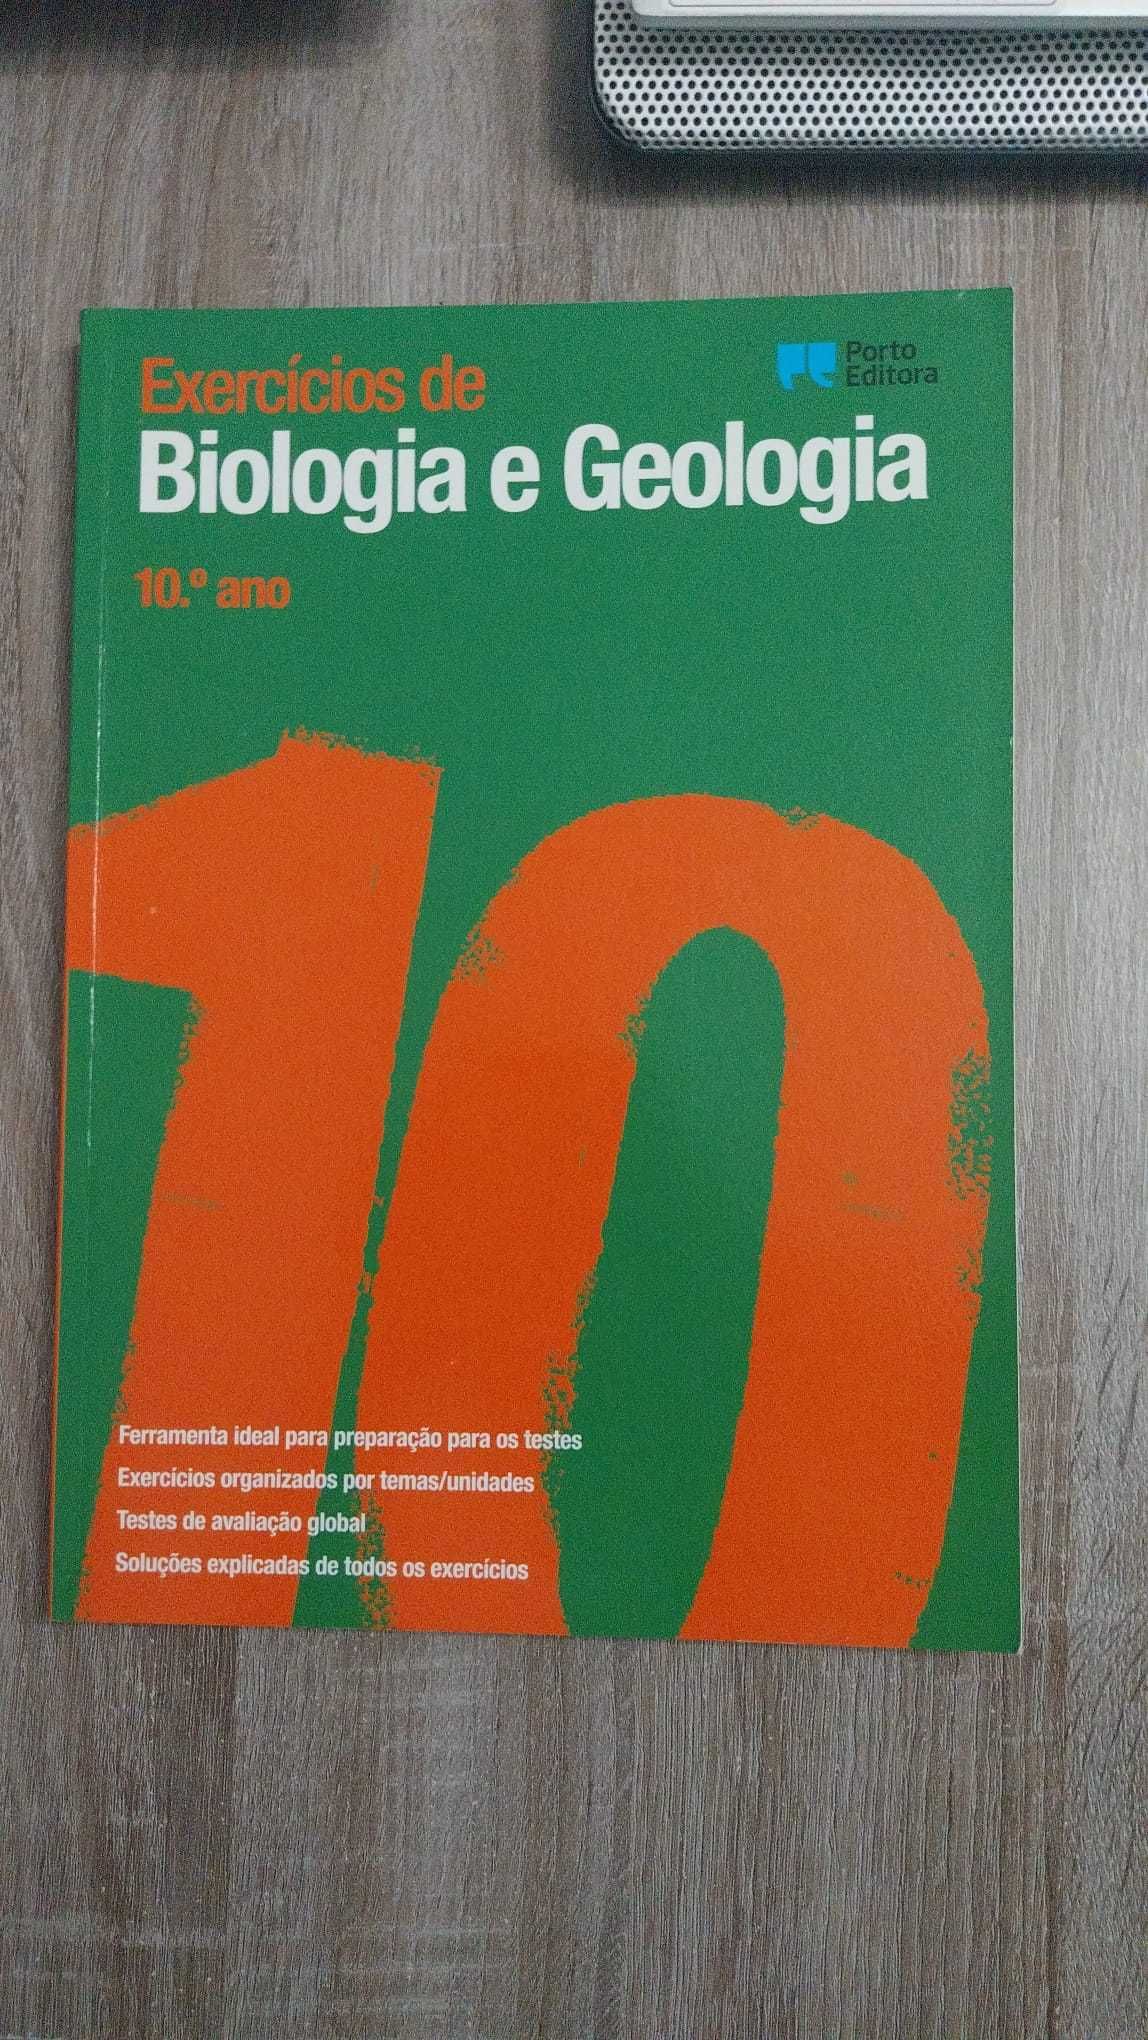 Porto
Editora
Exercícios de
Biologia e Geologia
10.º ano
10
Ferramenta ideal para preparação para os testes
Exercícios organizados por temas/unidades
Testes de avaliação global
Soluções explicadas de todos os exercícios